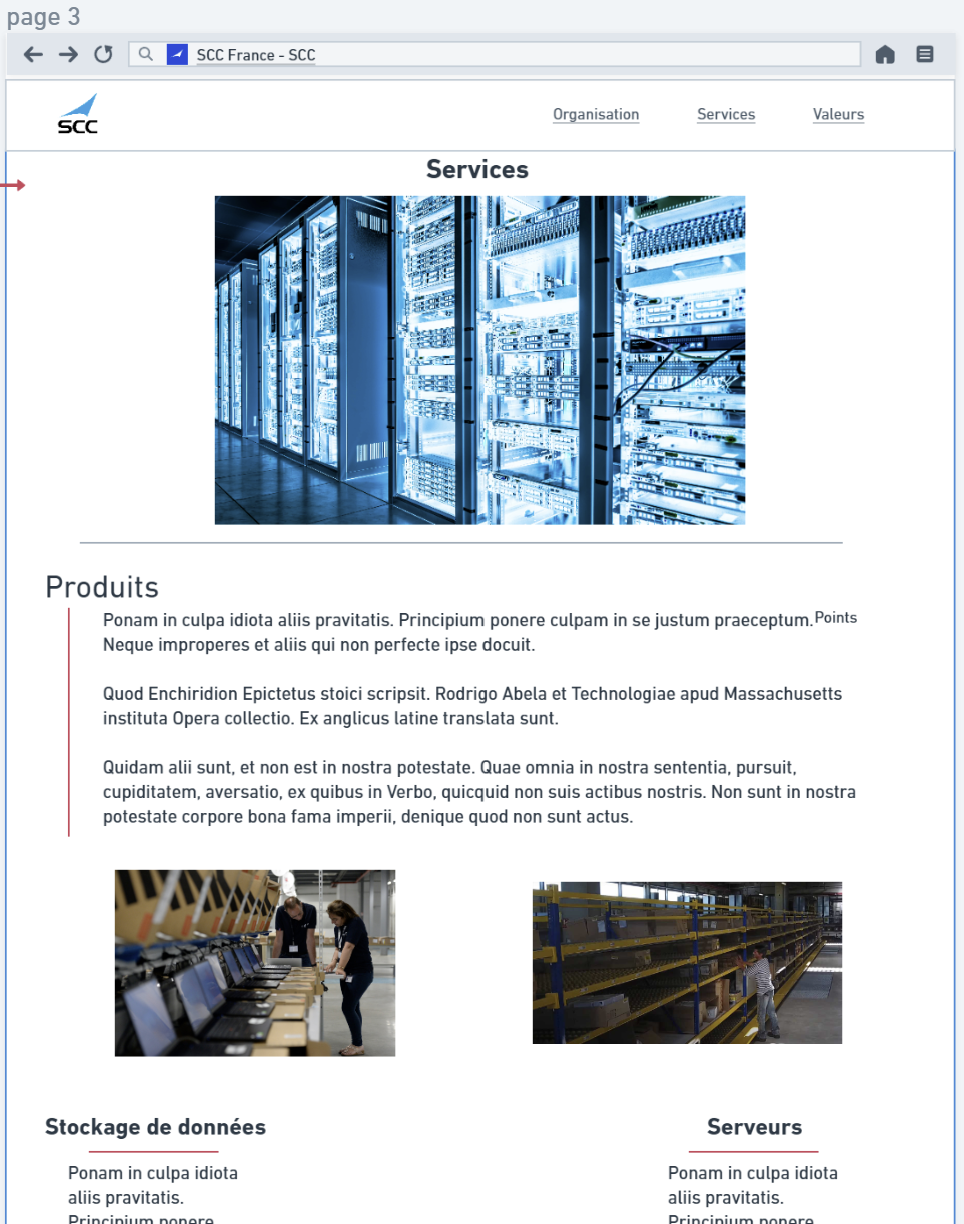 page 3
SCC France - SCC
SCC
Organisation
Services
Valeurs
Services
Produits
Ponam in culpa idiota aliis pravitatis. Principium ponere culpam in se justum praeceptum. Points
Neque improperes et aliis qui non perfecte ipse docuit.
Quod Enchiridion Epictetus stoici scripsit. Rodrigo Abela et Technologiae apud Massachusetts
instituta Opera collectio. Ex anglicus latine translata sunt.
Quidam alii sunt, et non est in nostra potestate. Quae omnia in nostra sententia, pursuit,
cupiditatem, aversatio, ex quibus in Verbo, quicquid non suis actibus nostris. Non sunt in nostra
potestate corpore bona fama imperii, denique quod non sunt actus.
Stockage de données
Ponam in culpa idiota
aliis pravitatis.
Principium ponere
Serveurs
Ponam in culpa idiota
aliis pravitatis.
Principium ponere